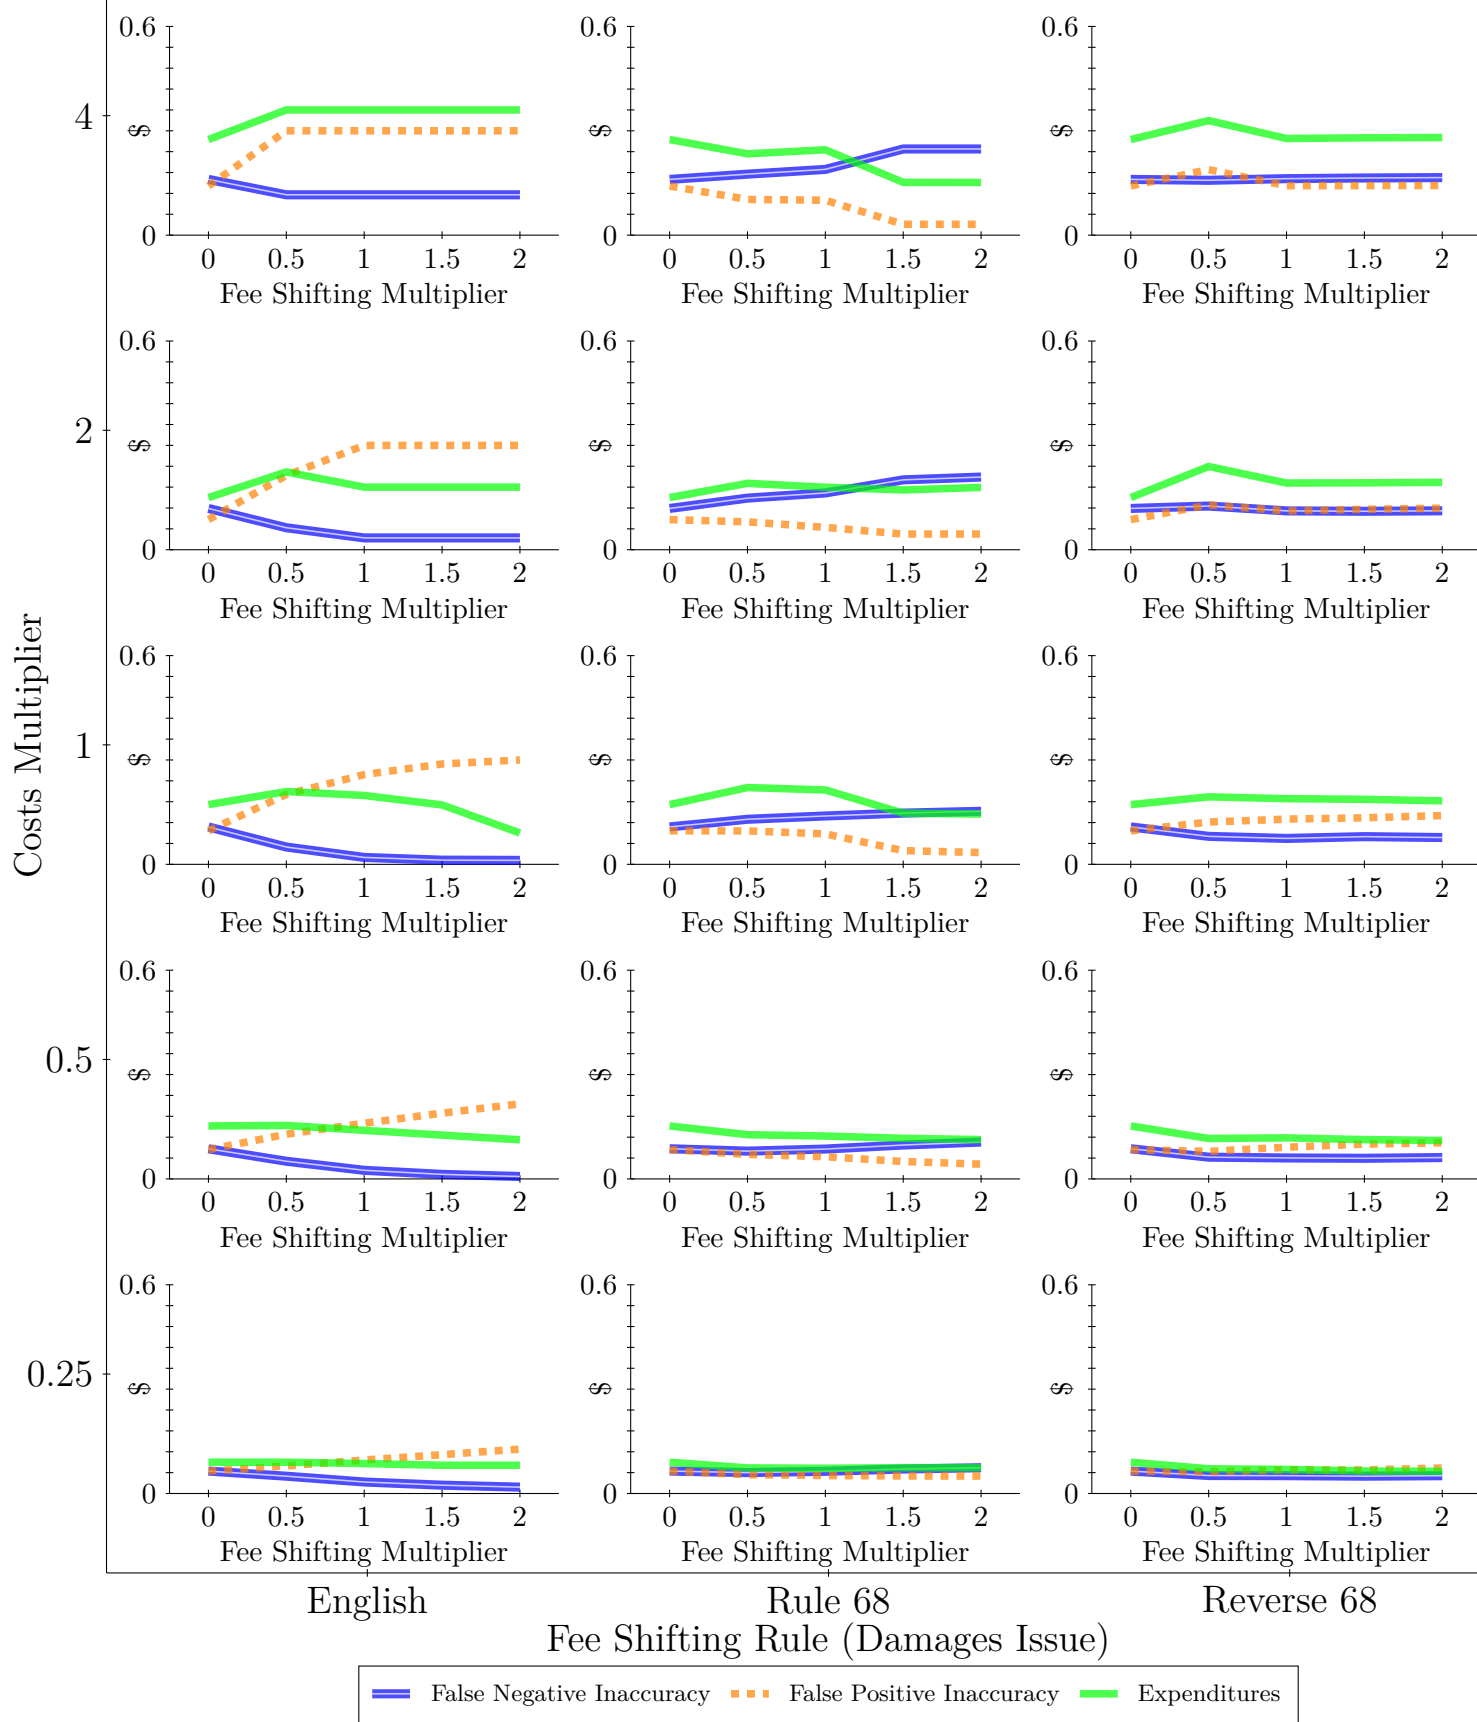 0.6 0.6 0.6
4
$ $ $
0 0 0
0 0.5 1 1.5 2 0 0.5 1 1.5 2 0 0.5 1 1.5 2
Fee Shifting Multiplier Fee Shifting Multiplier Fee Shifting Multiplier
0.6 0.6 0.6
2
$ $ $
0 0 0
0 0.5 1 1.5 2 0 0.5 1 1.5 2 0 0.5 1 1.5 2
Fee Shifting Multiplier Fee Shifting Multiplier Fee Shifting Multiplier
Costs Multiplier
0.6 0.6 0.6
1
$ $ $
0 0 0
0 0.5 1 1.5 2 0 0.5 1 1.5 2 0 0.5 1 1.5 2
Fee Shifting Multiplier Fee Shifting Multiplier Fee Shifting Multiplier
0.6 0.6 0.6
0.5
$ $ $
0 0 0
0 0.5 1 1.5 2 0 0.5 1 1.5 2 0 0.5 1 1.5 2
Fee Shifting Multiplier Fee Shifting Multiplier Fee Shifting Multiplier
0.6 0.6 0.6
0.25
$ $ $
0 0 0
0 0.5 1 1.5 2 0 0.5 1 1.5 2 0 0.5 1 1.5 2
Fee Shifting Multiplier Fee Shifting Multiplier Fee Shifting Multiplier
English Rule 68 Reverse 68
Fee Shifting Rule (Damages Issue)
False Negative Inaccuracy False Positive Inaccuracy Expenditures